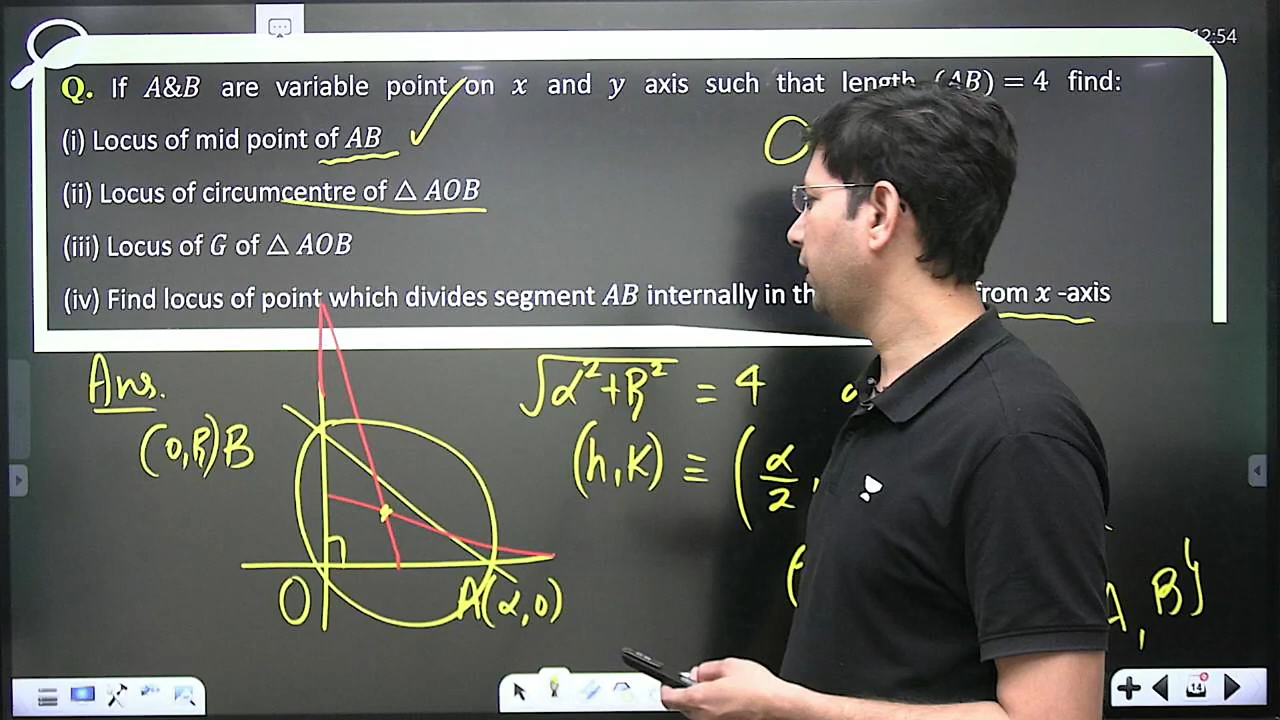 12:54
Q. If A&B are variable point on x and y axis such that length (AB) = 4 find:
(i) Locus of mid point of AB
(ii) Locus of circumcentre of △ AOB
(iii) Locus of G of △ AOB
(iv) Find locus of point which divides segment AB internally in th from x -axis
Ans.
√α²+β² = 4
(0,β)B
(h,K) ≡ (α/2,
O
A(α,0)
A, B}
14